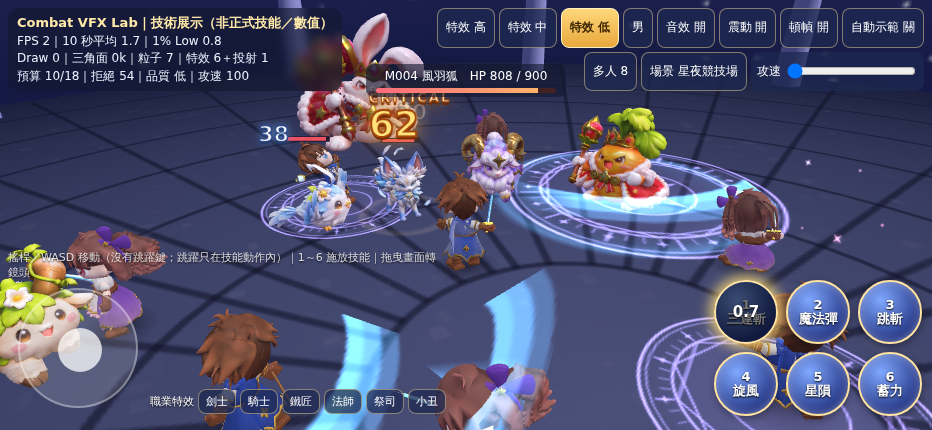 Combat VFX Lab｜技術展示（非正式技能／數值）
FPS 2｜10 秒平均 1.7｜1% Low 0.8
Draw 0｜三角面 0k｜粒子 7｜特效 6＋投射 1
預算 10/18｜拒絕 54｜品質 低｜攻速 100
特效 高
特效 中
特效 低
男
音效 開
震動 開
頓幀 開
自動示範 關
多人 8
場景 星夜競技場
攻速
M004 風羽狐 HP 808 / 900
CRITICAL
62
38
搖桿／WASD 移動（沒有跳躍鍵；跳躍只在技能動作內）｜1～6 施放技能｜拖曳畫面轉
鏡頭
1
三連斬
0.7
2
魔法彈
3
跳斬
4
旋風
5
星隕
6
蓄力
職業特效
劍士
騎士
鐵匠
法師
祭司
小丑